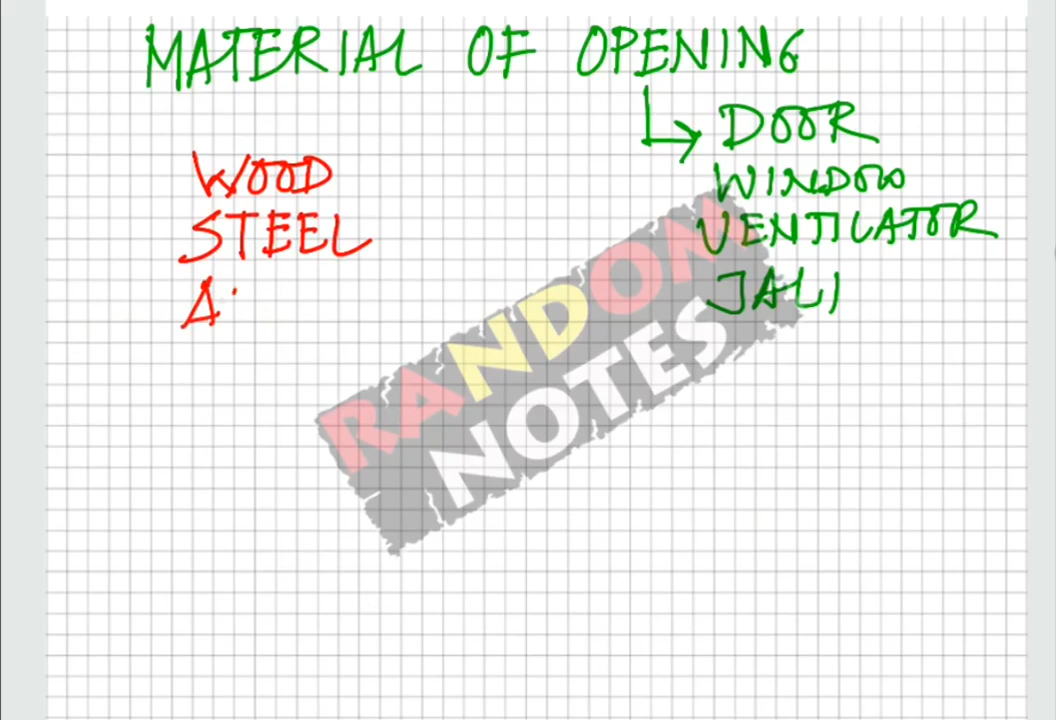 MATERIAL OF OPENING
DOOR
WOOD
WINDOW
STEEL
VENTILATOR
A
JALI
RANDOM
NOTES